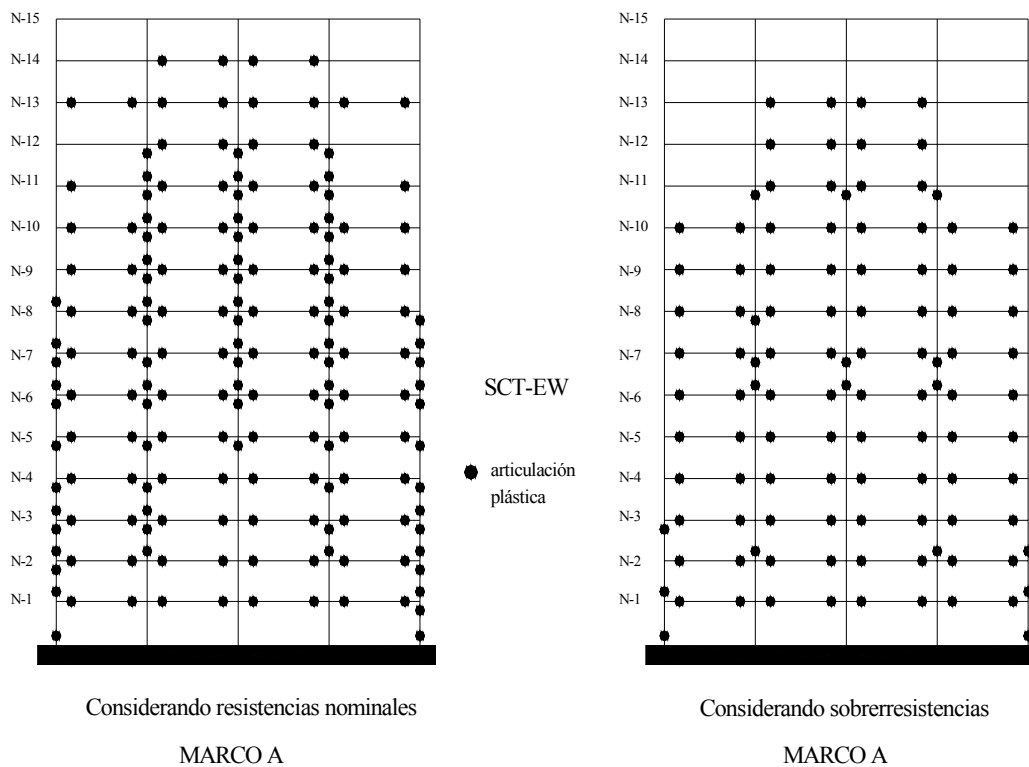 N-15
N-14
N-13
N-12
N-11
N-10
N-9
N-8
N-7
N-6
N-5
N-4
N-3
N-2
N-1
Considerando resistencias nominales
MARCO A
SCT-EW
articulación
plástica
N-15
N-14
N-13
N-12
N-11
N-10
N-9
N-8
N-7
N-6
N-5
N-4
N-3
N-2
N-1
Considerando sobrerresistencias
MARCO A